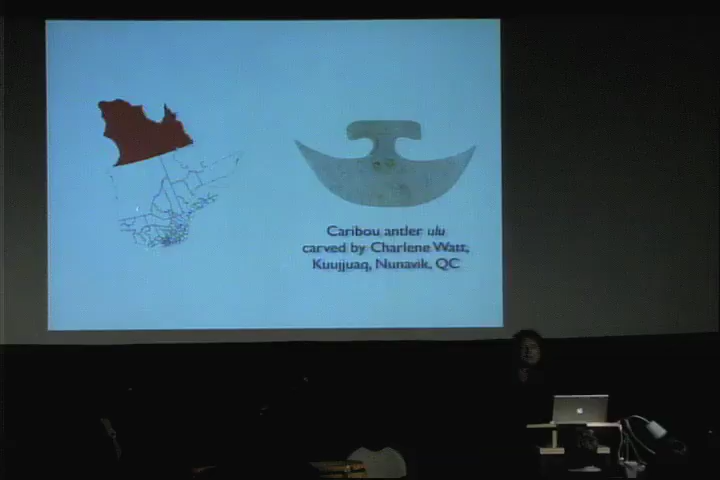 Caribou antler ulu
carved by Charlene Watt,
Kuujjuaq, Nunavik, QC